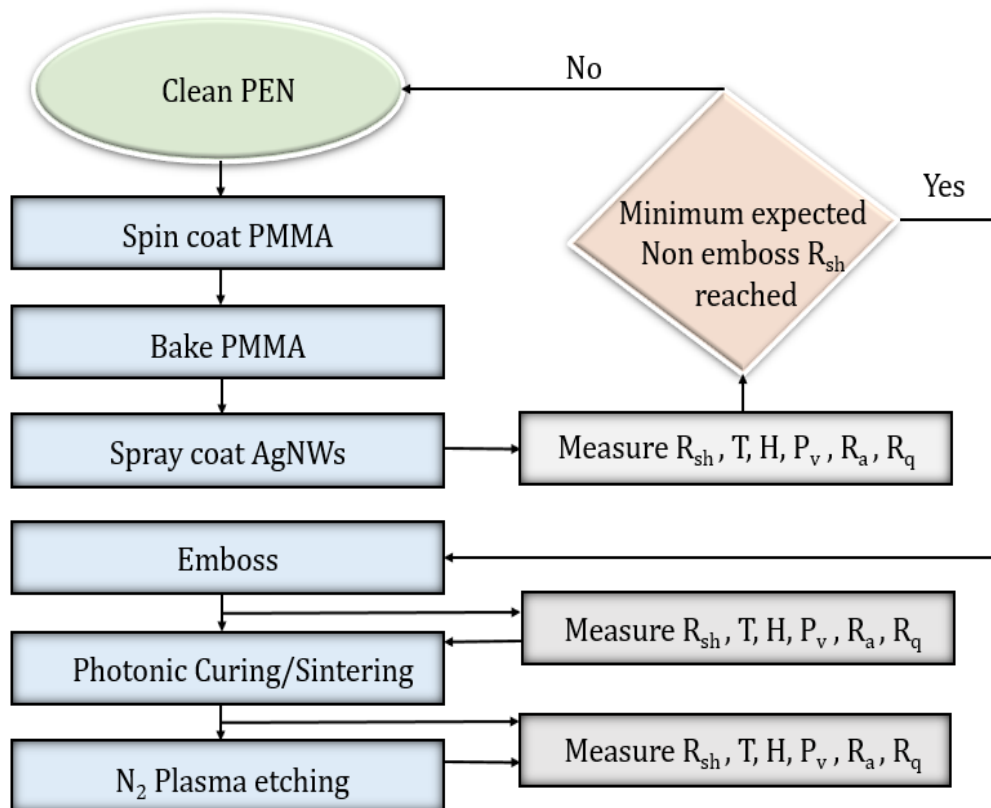 Clean PEN
No
Yes
Spin coat PMMA
Minimum expected
Non emboss Rsh
reached
Bake PMMA
Spray coat AgNWs
Measure Rsh, T, H, Pv, Ra, Rq
Emboss
Measure Rsh, T, H, Pv, Ra, Rq
Photonic Curing/Sintering
Measure Rsh, T, H, Pv, Ra, Rq
N2 Plasma etching